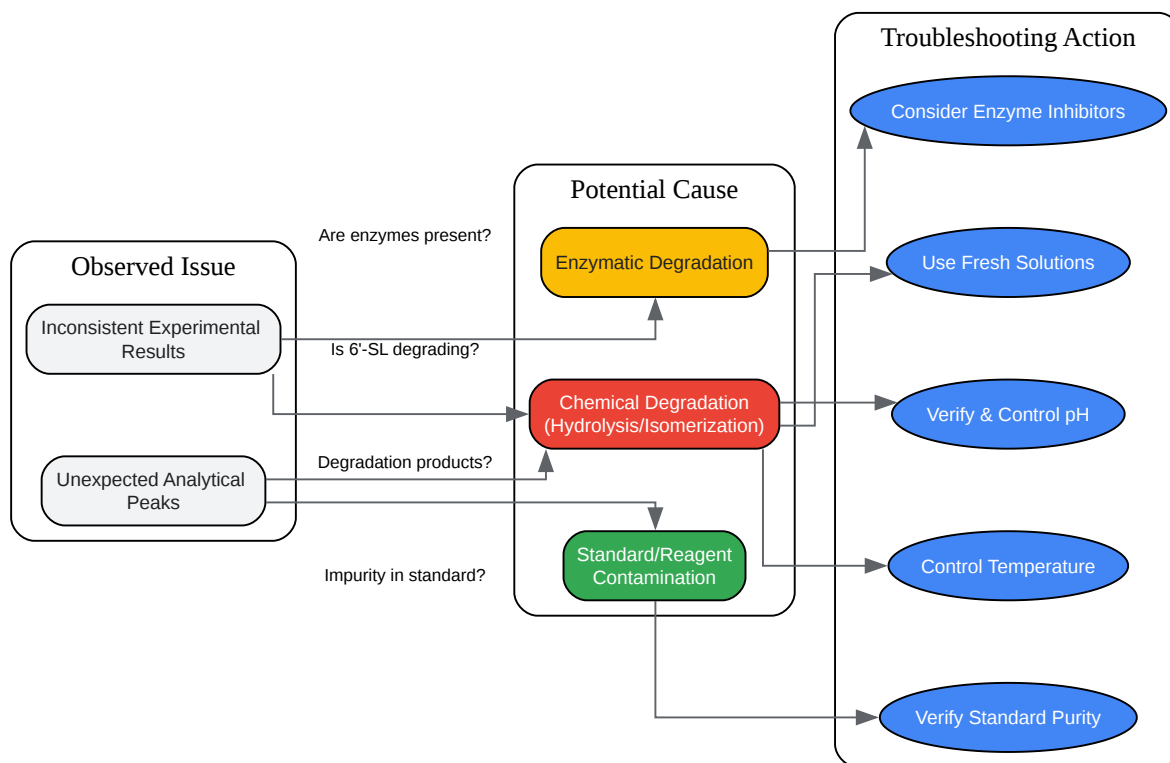 Observed Issue
Inconsistent Experimental
Results
Unexpected Analytical
Peaks
Are enzymes present?
Is 6'-SL degrading?
Degradation products?
Impurity in standard?
Potential Cause
Enzymatic Degradation
Chemical Degradation
(Hydrolysis/Isomerization)
Standard/Reagent
Contamination
Troubleshooting Action
Consider Enzyme Inhibitors
Use Fresh Solutions
Verify & Control pH
Control Temperature
Verify Standard Purity